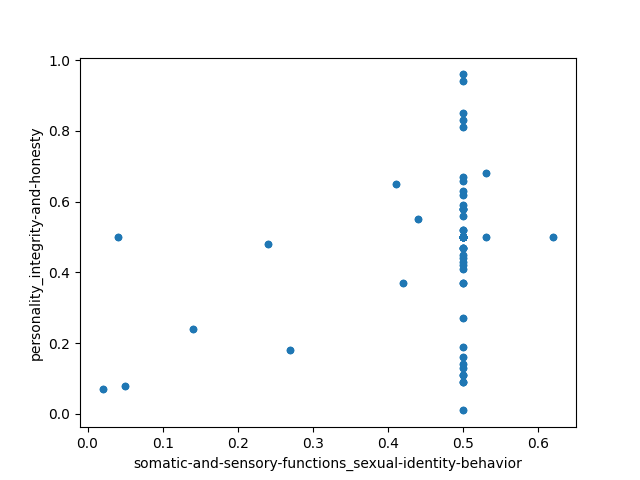 1.0
0.8
0.6
0.4
0.2
0.0
personality_integrity-and-honesty
0.0 0.1 0.2 0.3 0.4 0.5 0.6
somatic-and-sensory-functions_sexual-identity-behavior